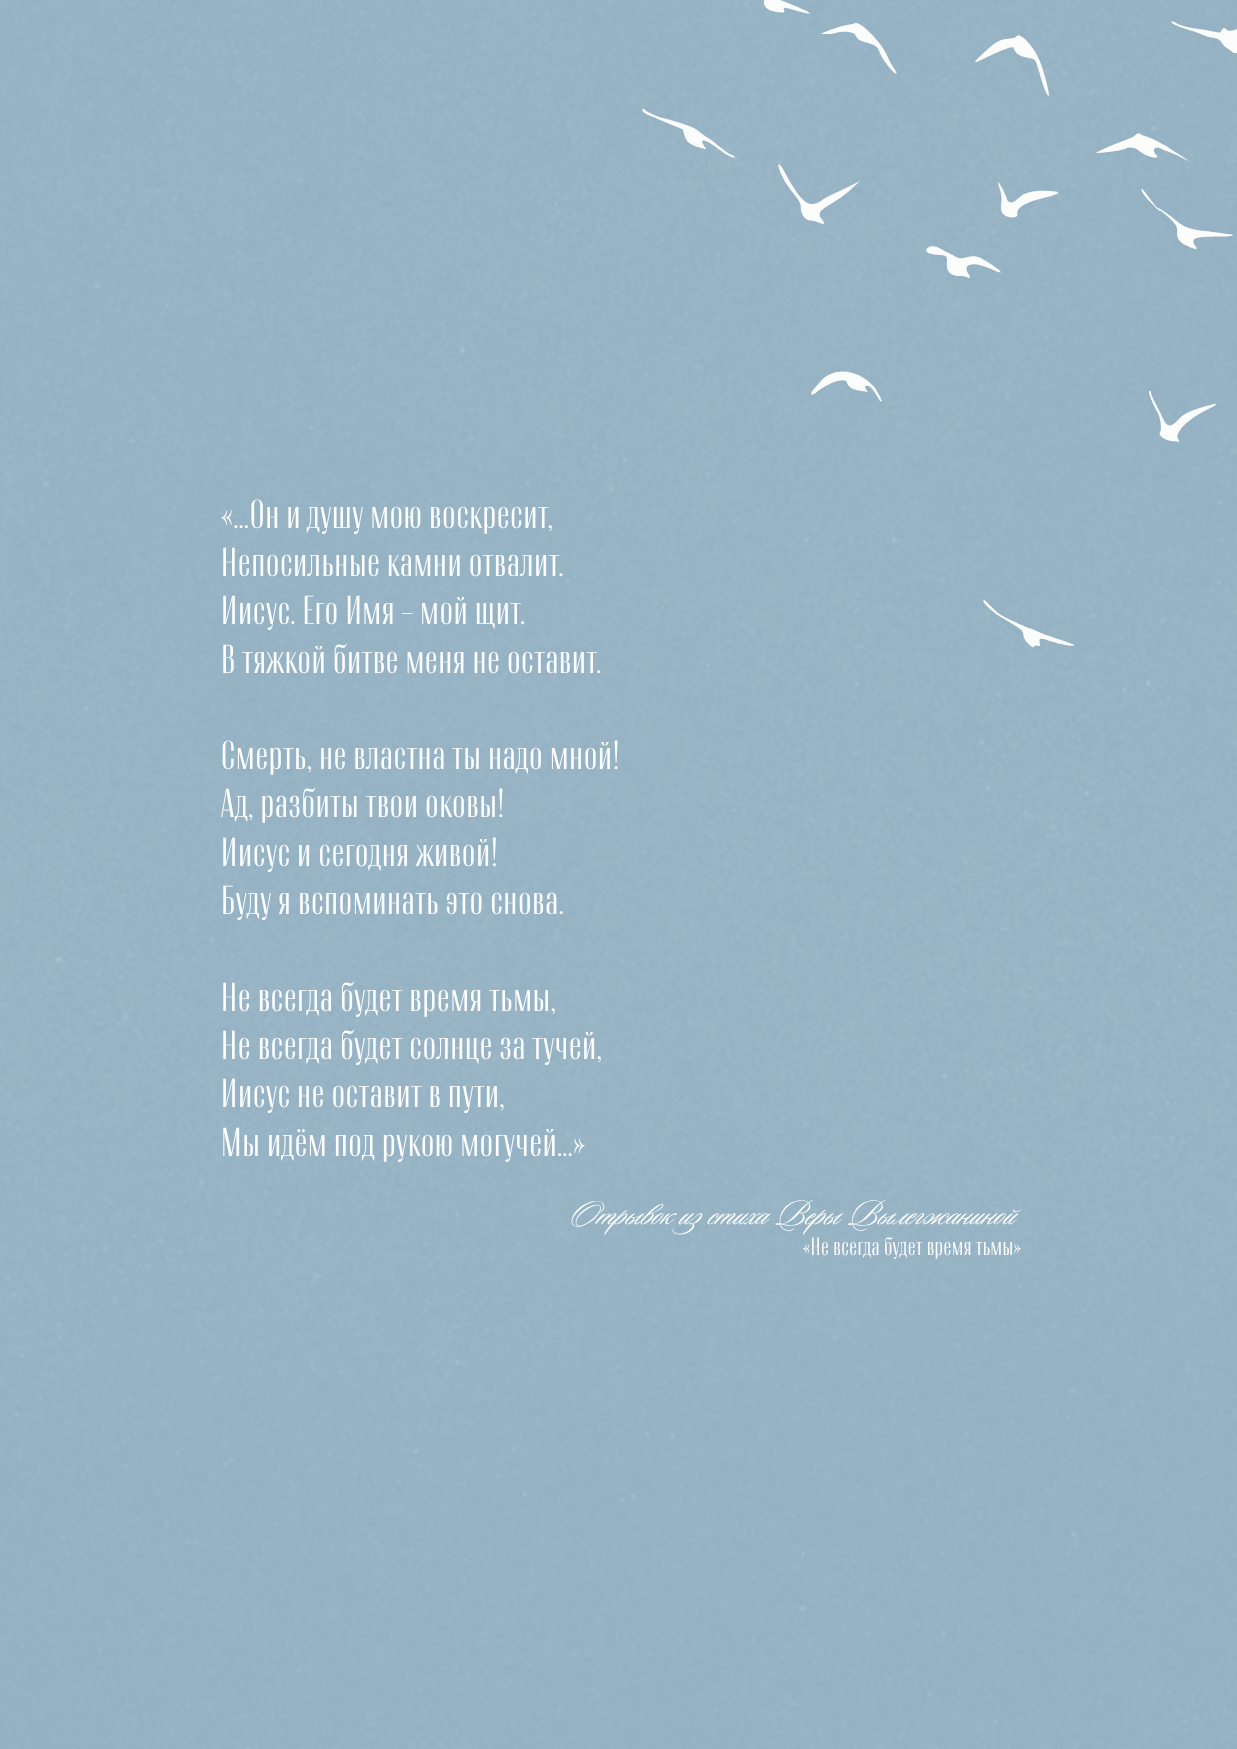 «...Он и душу мою воскресит,
Непосильные камни отвалит.
Иисус. Его Имя – мой щит.
В тяжкой битве меня не оставит.
Смерть, не властна ты надо мной!
Ад, разбиты твои оковы!
Иисус и сегодня живой!
Буду я вспоминать это снова.
Не всегда будет время тьмы,
Не всегда будет солнце за тучей,
Иисус не оставит в пути,
Мы идём под рукою могучей...»
Отрывок из стиха Веры Вылегжаниной
«Не всегда будет время тьмы»